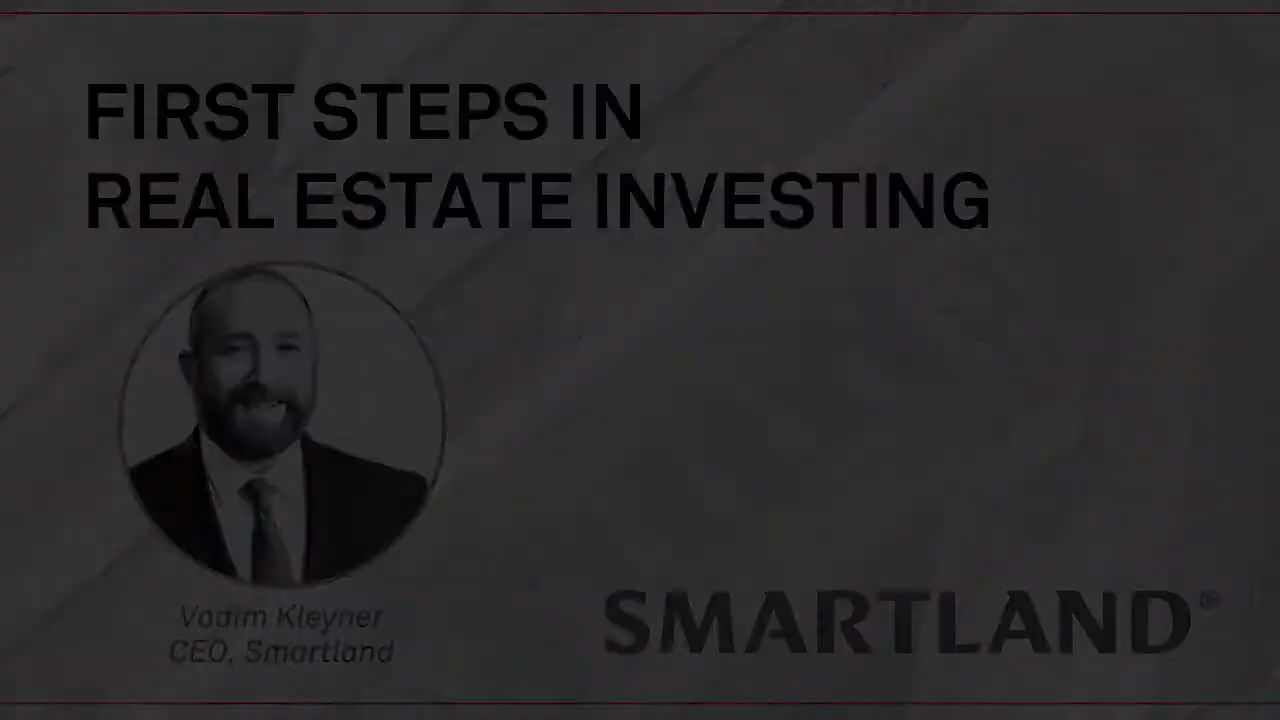 FIRST STEPS IN
REAL ESTATE INVESTING
Vadim Kleyner
CEO, Smartland
SMARTLAND®